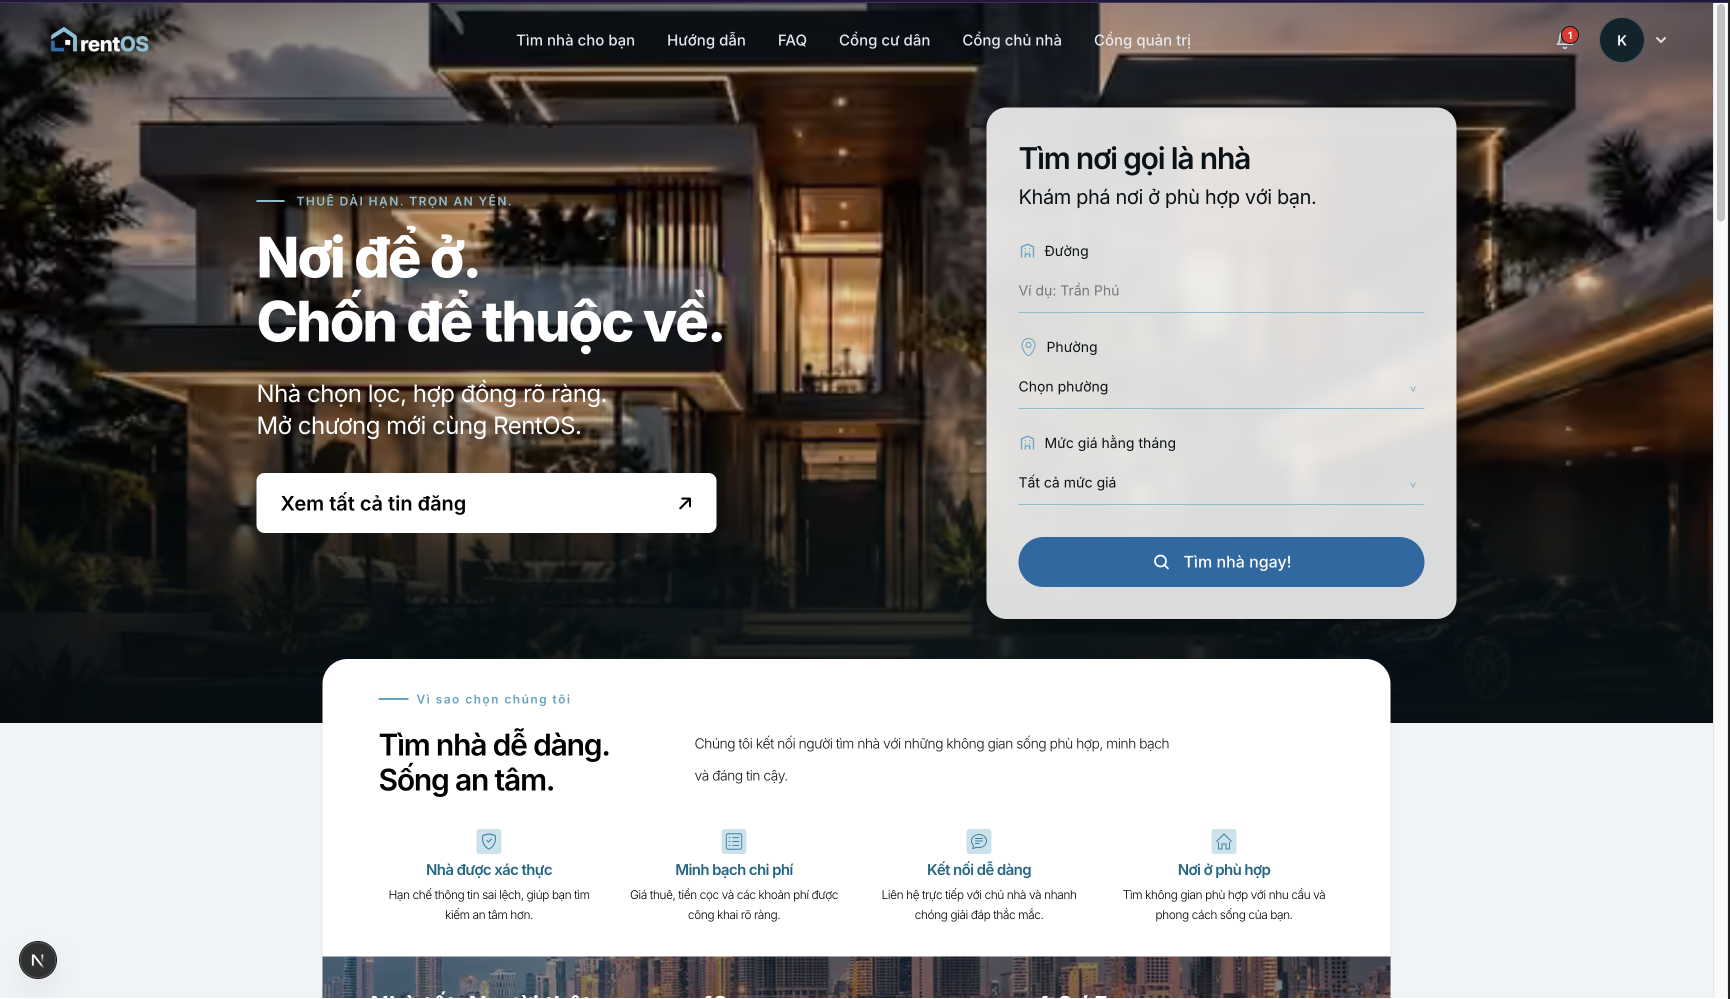 rentOS
Tìm nhà cho bạn
Hướng dẫn
FAQ
Cổng cư dân
Cổng chủ nhà
Cổng quản trị
1
K
THUÊ DÀI HẠN. TRỌN AN YÊN.
Nơi để ở.
Chốn để thuộc về.
Nhà chọn lọc, hợp đồng rõ ràng.
Mở chương mới cùng RentOS.
Xem tất cả tin đăng
Tìm nơi gọi là nhà
Khám phá nơi ở phù hợp với bạn.
Đường
Ví dụ: Trần Phú
Phường
Chọn phường
Mức giá hằng tháng
Tất cả mức giá
Tìm nhà ngay!
Vì sao chọn chúng tôi
Tìm nhà dễ dàng.
Sống an tâm.
Chúng tôi kết nối người tìm nhà với những không gian sống phù hợp, minh bạch
và đáng tin cậy.
Nhà được xác thực
Hạn chế thông tin sai lệch, giúp bạn tìm
kiếm an tâm hơn.
Minh bạch chi phí
Giá thuê, tiền cọc và các khoản phí được
công khai rõ ràng.
Kết nối dễ dàng
Liên hệ trực tiếp với chủ nhà và nhanh
chóng giải đáp thắc mắc.
Nơi ở phù hợp
Tìm không gian phù hợp với nhu cầu và
phong cách sống của bạn.
N